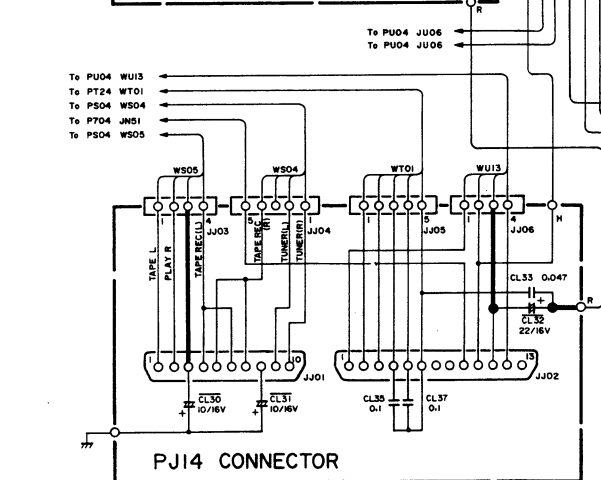 R
To PU04 JU06
To PU04 JU06
To PU04 WU13
To PT24 WT01
To PS04 WS04
To P704 JN51
To PS04 WS05
WS05
WS04
WT01
WU13
1
4
JJ03
5
1
JJ04
1
5
JJ05
1
4
JJ06
H
TAPE L
PLAY R
TAPE REC(L)
TAPE REC
(R)
TUNER(L)
TUNER(R)
CL33 0.047
+
CL32
22/16V
R
1
10
JJ01
1
13
JJ02
CL30
+ 10/16V
CL31
+ 10/16V
CL35
0.1
CL37
0.1
PJ14 CONNECTOR